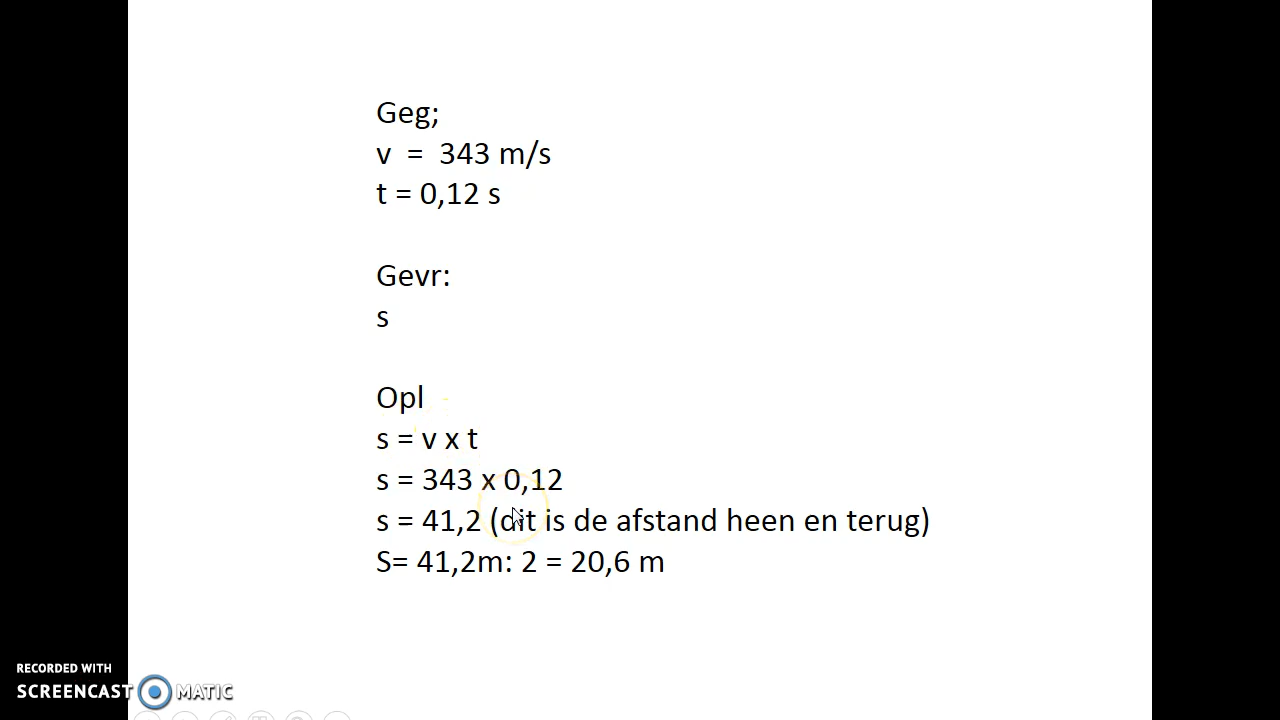 Geg;
v = 343 m/s
t = 0,12 s
Gevr:
s
Opl
s = v x t
s = 343 x 0,12
s = 41,2 (dit is de afstand heen en terug)
S= 41,2m: 2 = 20,6 m
RECORDED WITH
SCREENCAST MATIC